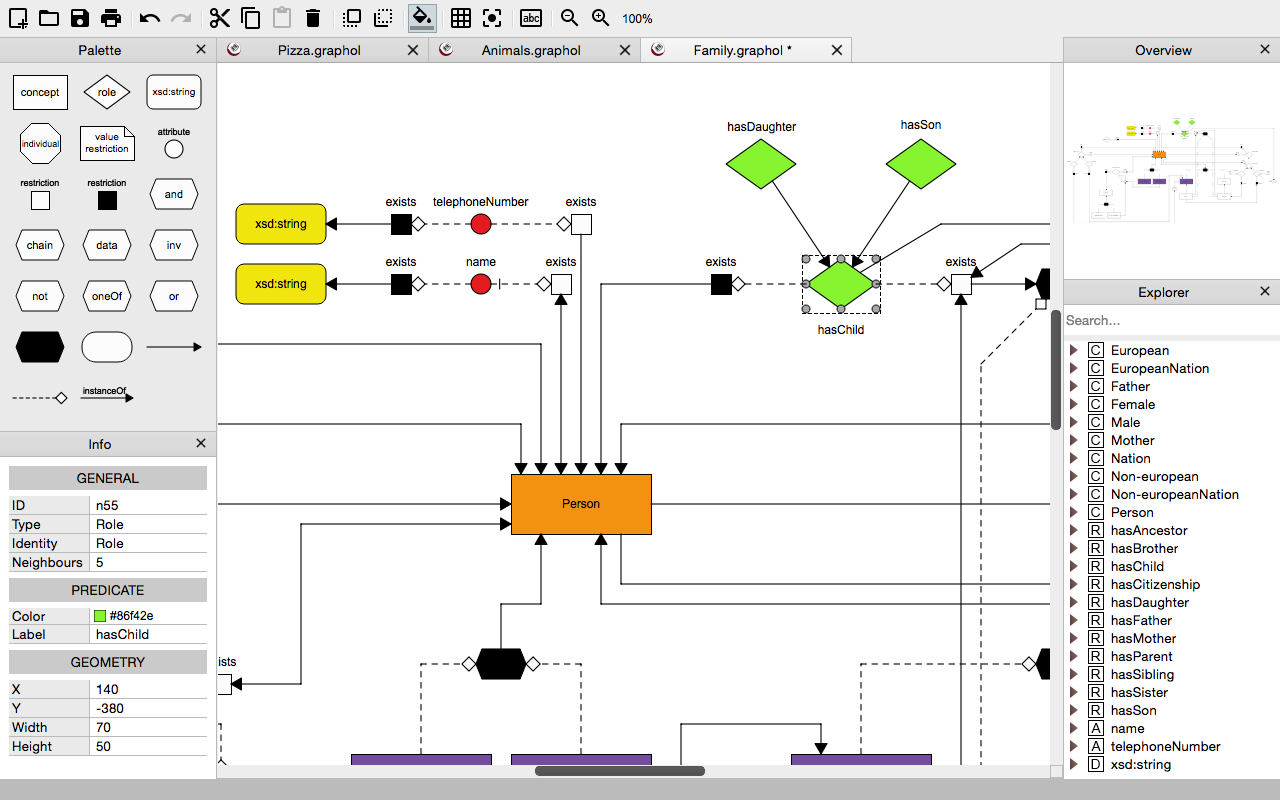 abc
100%
Palette
Pizza.graphol
Animals.graphol
Family.graphol *
Overview
concept
role
xsd:string
individual
value
restriction
attribute
restriction
restriction
and
chain
data
inv
not
oneOf
or
instanceOf
Info
GENERAL
ID n55
Type Role
Identity Role
Neighbours 5
PREDICATE
Color #86f42e
Label hasChild
GEOMETRY
X 140
Y -380
Width 70
Height 50
hasDaughter
hasSon
exists
telephoneNumber
exists
xsd:string
exists
name
exists
exists
exists
xsd:string
hasChild
Person
ists
Explorer
Search...
C European
C EuropeanNation
C Father
C Female
C Male
C Mother
C Nation
C Non-european
C Non-europeanNation
C Person
R hasAncestor
R hasBrother
R hasChild
R hasCitizenship
R hasDaughter
R hasFather
R hasMother
R hasParent
R hasSibling
R hasSister
R hasSon
A name
A telephoneNumber
D xsd:string